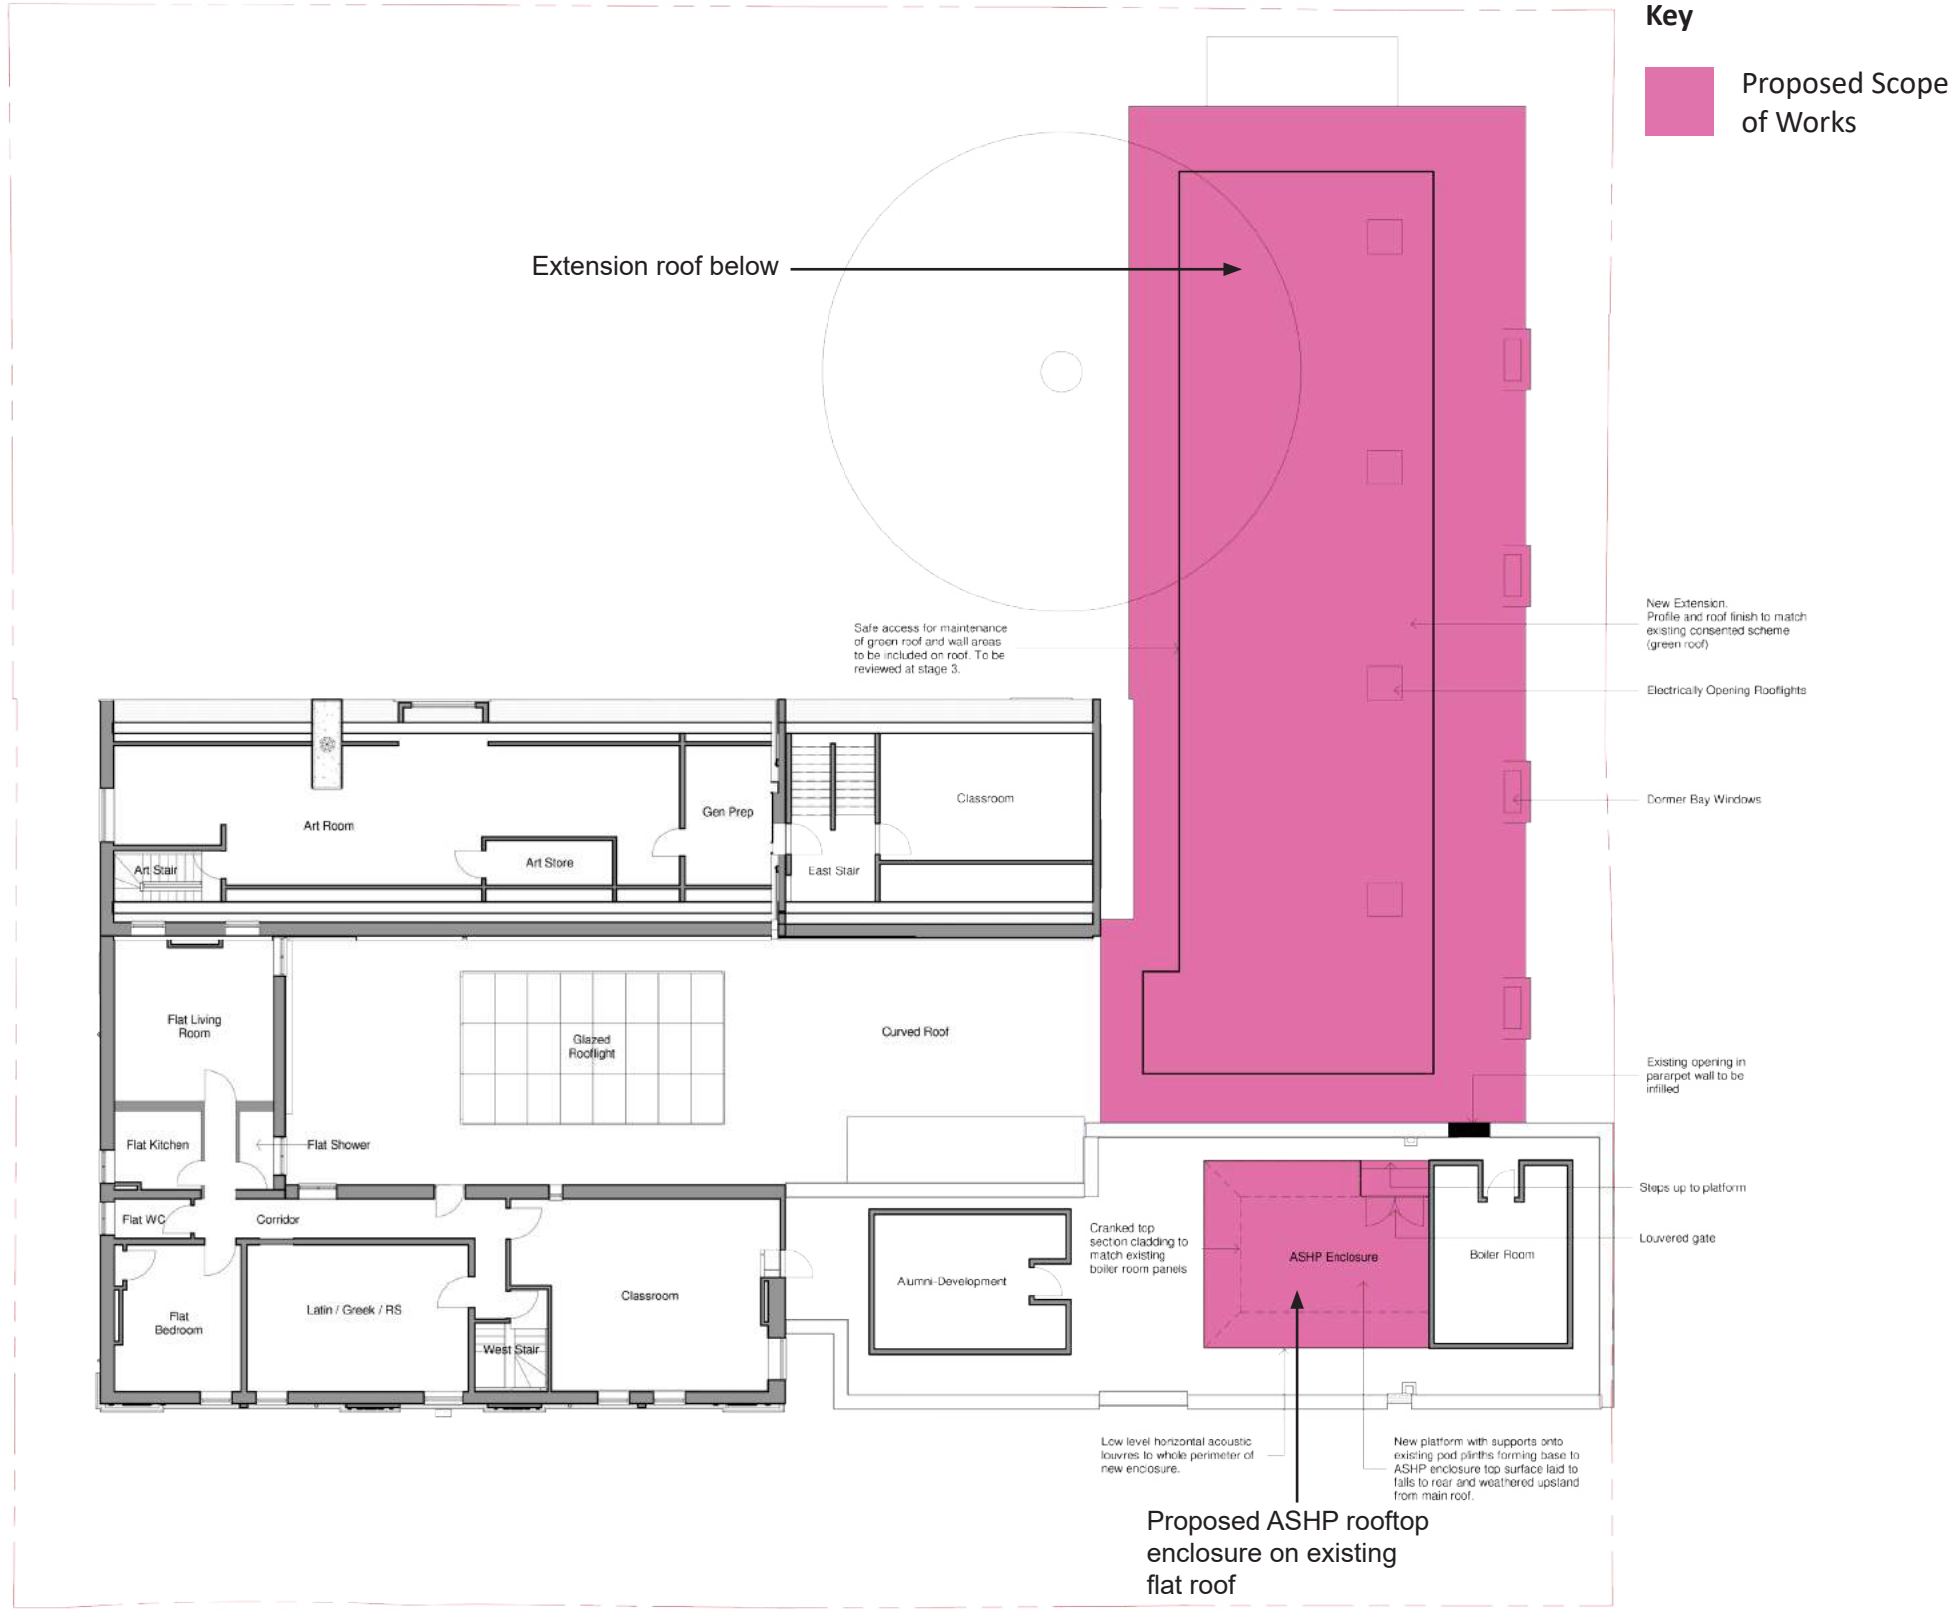 Key
Proposed Scope
of Works
Extension roof below
Safe access for maintenance
of green roof and wall areas
to be included on roof. To be
reviewed at stage 3.
New Extension.
Profile and roof finish to match
existing consented scheme
(green roof)
Electrically Opening Rooflights
Dormer Bay Windows
Art Room
Gen Prep
Classroom
Art Store
Art Stair
East Stair
Flat Living
Room
Glazed
Rooflight
Curved Roof
Existing opening in
pararpet wall to be
infilled
Flat Kitchen
Flat Shower
Steps up to platform
Flat WC
Corridor
Cranked top
section cladding to
match existing
boiler room panels
ASHP Enclosure
Boiler Room
Louvered gate
Alumni-Development
Flat
Bedroom
Latin / Greek / RS
Classroom
West Stair
Low level horizontal acoustic
louvres to whole perimeter of
new enclosure.
New platform with supports onto
existing pod plinths forming base to
ASHP enclosure top surface laid to
falls to rear and weathered upstand
from main roof.
Proposed ASHP rooftop
enclosure on existing
flat roof